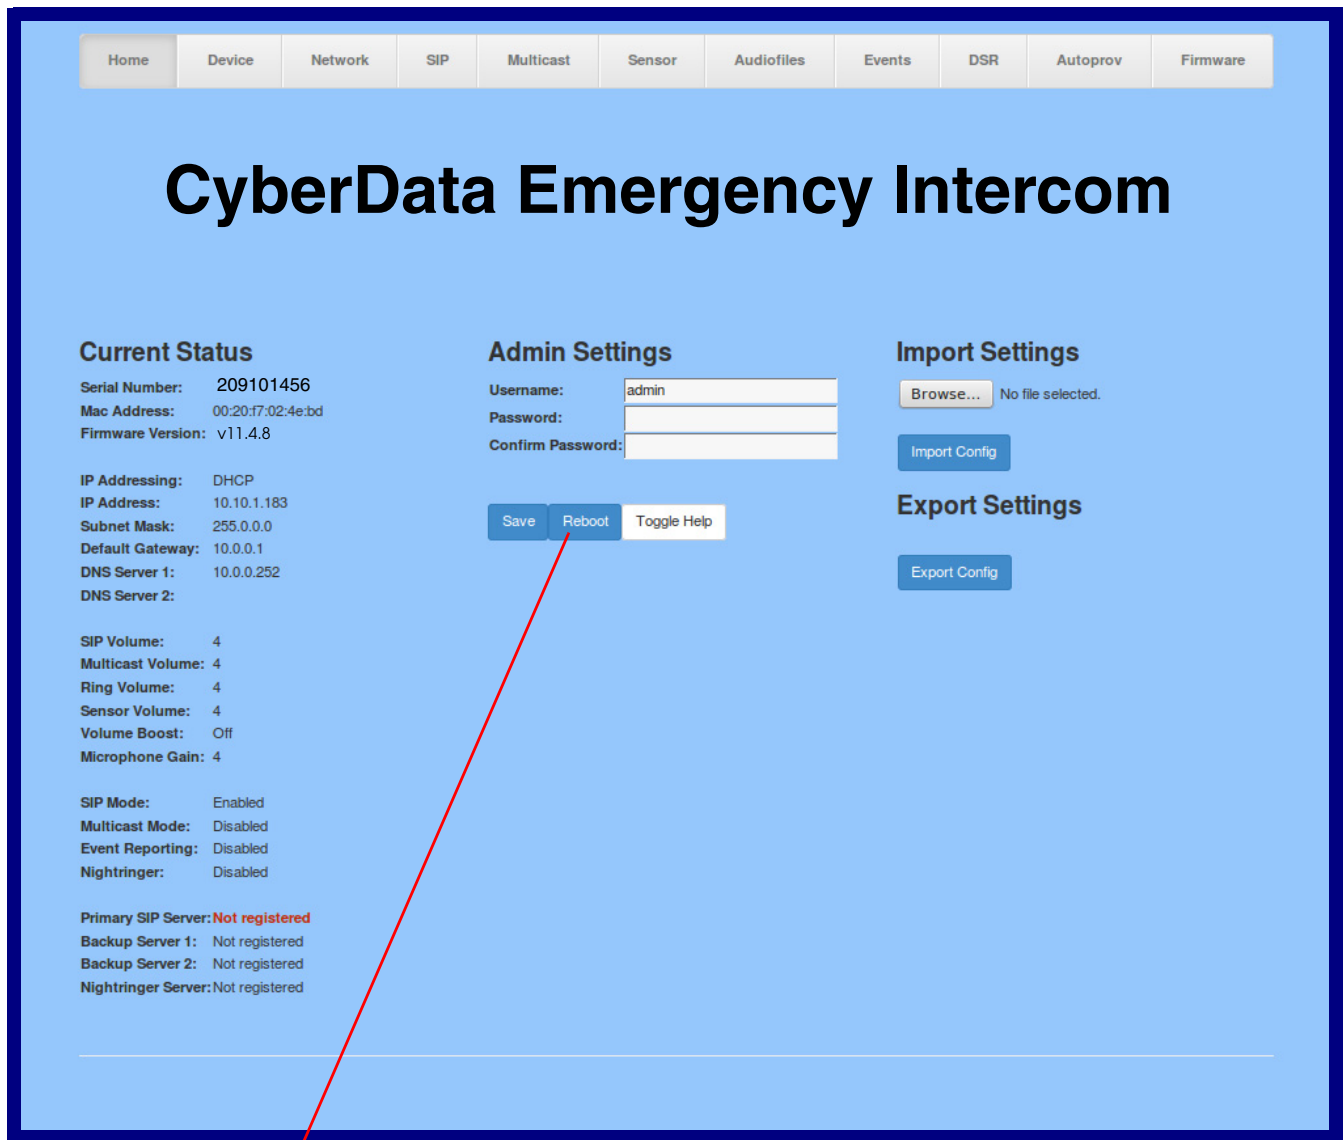 Home Device Network SIP Multicast Sensor Audiofiles Events DSR Autoprov Firmware
CyberData Emergency Intercom
Current Status
Serial Number: 209101456
Mac Address: 00:20:f7:02:4e:bd
Firmware Version: v11.4.8
IP Addressing: DHCP
IP Address: 10.10.1.183
Subnet Mask: 255.0.0.0
Default Gateway: 10.0.0.1
DNS Server 1: 10.0.0.252
DNS Server 2:
SIP Volume: 4
Multicast Volume: 4
Ring Volume: 4
Sensor Volume: 4
Volume Boost: Off
Microphone Gain: 4
SIP Mode: Enabled
Multicast Mode: Disabled
Event Reporting: Disabled
Nightringer: Disabled
Primary SIP Server: Not registered
Backup Server 1: Not registered
Backup Server 2: Not registered
Nightringer Server: Not registered
Admin Settings
Username: admin
Password:
Confirm Password:
Save Reboot Toggle Help
Import Settings
Browse... No file selected.
Import Config
Export Settings
Export Config